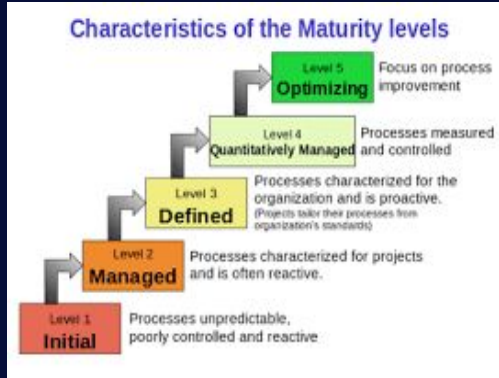 Characteristics of the Maturity levels
Level 5
Optimizing
Focus on process
improvement
Level 4
Quantitatively Managed
Processes measured
and controlled
Level 3
Defined
Processes characterized for the
organization and is proactive.
(Projects tailor their processes from
organization's standards)
Level 2
Managed
Processes characterized for projects
and is often reactive.
Level 1
Initial
Processes unpredictable,
poorly controlled and reactive